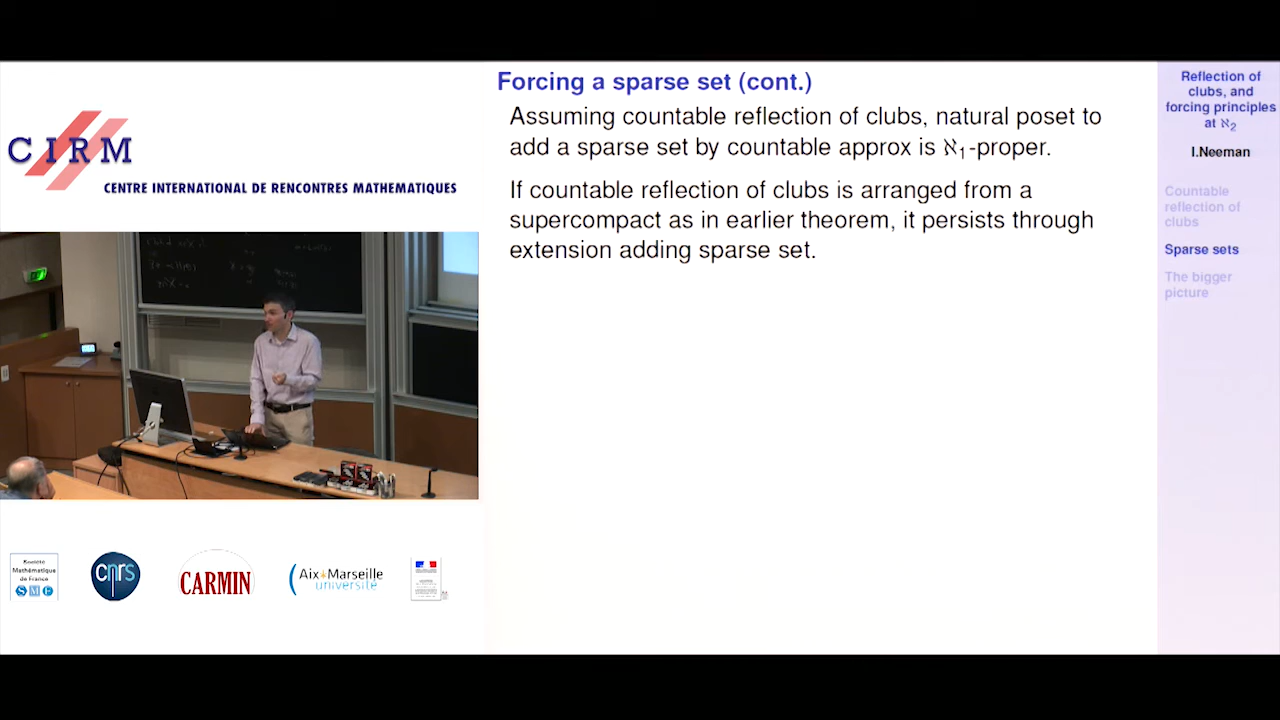 CIRM
CENTRE INTERNATIONAL DE RENCONTRES MATHEMATIQUES
Forcing a sparse set (cont.)
Assuming countable reflection of clubs, natural poset to
add a sparse set by countable approx is ℵ₁-proper.
If countable reflection of clubs is arranged from a
supercompact as in earlier theorem, it persists through
extension adding sparse set.
Reflection of
clubs, and
forcing principles
at ℵ₂
I.Neeman
Countable
reflection of
clubs
Sparse sets
The bigger
picture
Société
Mathématique
de France
SMF
cnrs
CARMIN
Aix Marseille
université